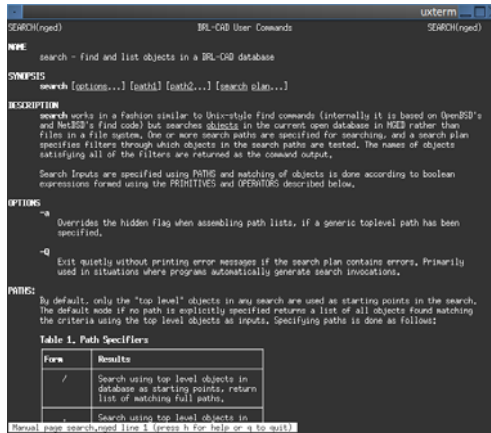 uxterm
SEARCH(nged) BRL-CAD User Commands SEARCH(nged)
NAME
search - find and list objects in a BRL-CAD database
SYNOPSIS
search [options...] [path1] [path2...] [search plan...]
DESCRIPTION
search works in a fashion similar to Unix-style find commands (internally it is based on OpenBSD's
and NetBSD's find code) but searches objects in the current open database in MGED rather than
files in a file system. One or more search paths are specified for searching, and a search plan
specifies filters through which objects in the search paths are tested. The names of objects
satisfying all of the filters are returned as the command output.
Search Inputs are specified using PATHS and matching of objects is done according to boolean
expressions formed using the PRIMITIVES and OPERATORS described below.
OPTIONS
-a
Overrides the hidden flag when assembling path lists, if a generic toplevel path has been
specified.
-Q
Exit quietly without printing error messages if the search plan contains errors. Primarily
used in situations where programs automatically generate search invocations.
PATHS:
By default, only the "top level" objects in any search are used as starting points in the search.
The default mode if no path is explicitly specified returns a list of all objects found matching
the criteria using the top level objects as inputs. Specifying paths is done as follows:
Table 1. Path Specifiers
Form Results
/ Search using top level objects in
database as starting points, return
list of matching full paths.
. Search using top level objects in
Manual page search.nged line 1 (press h for help or q to quit)